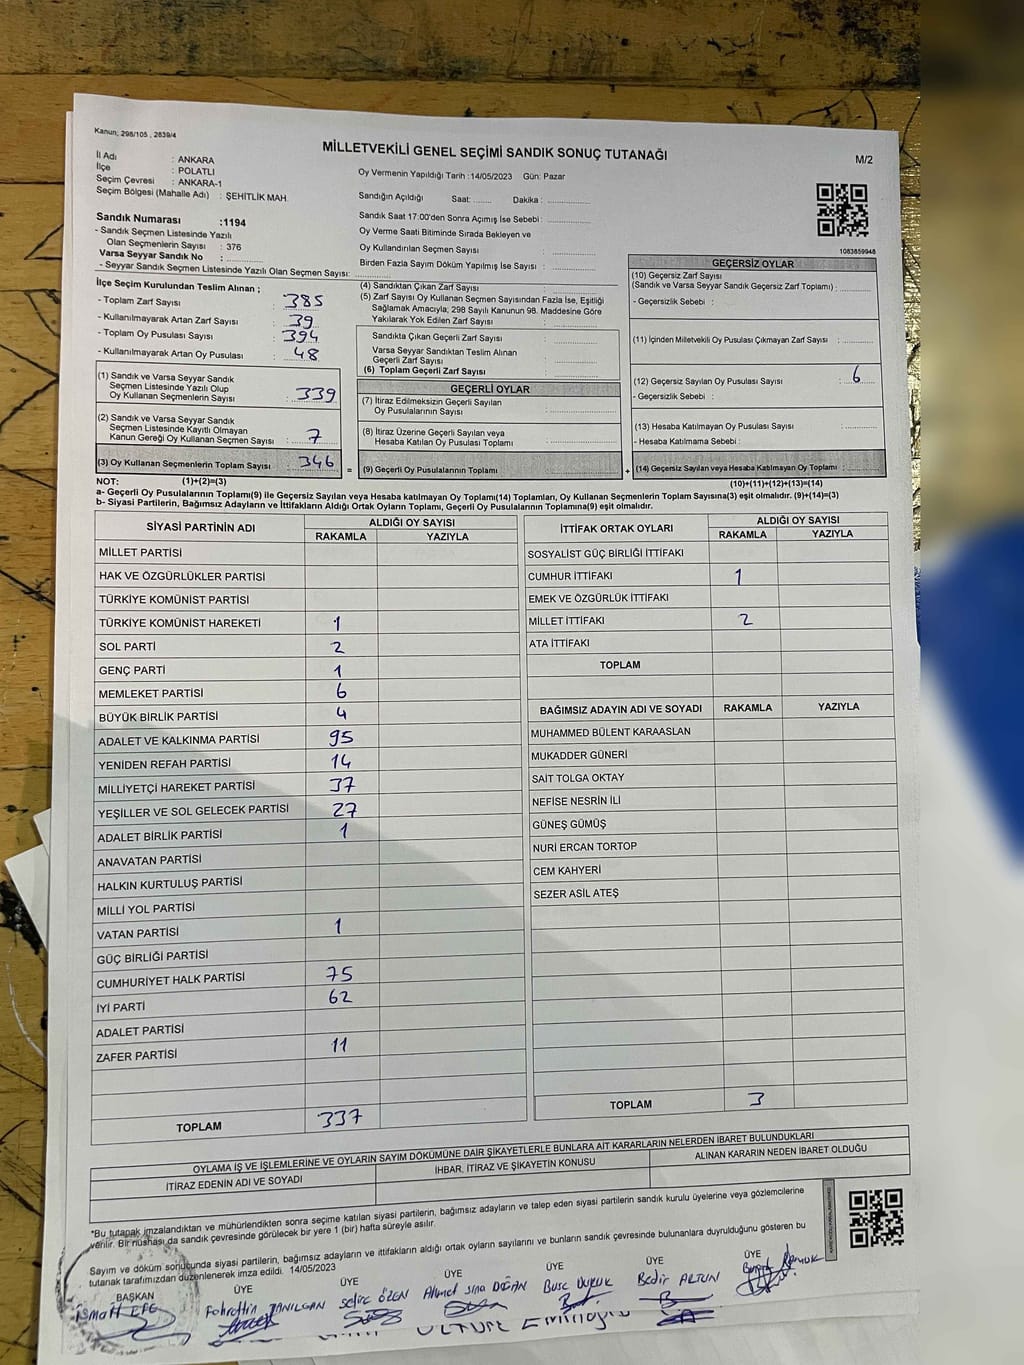 Kanun; 298/105 , 2839/4
MİLLETVEKİLİ GENEL SEÇİMİ SANDIK SONUÇ TUTANAĞI
M/2
İl Adı : ANKARA
İlçe : POLATLI
Seçim Çevresi : ANKARA-1
Seçim Bölgesi (Mahalle Adı) : ŞEHİTLİK MAH.
Oy Vermenin Yapıldığı Tarih :14/05/2023 Gün: Pazar
Sandığın Açıldığı Saat: Dakika :
Sandık Saat 17:00'den Sonra Açımış İse Sebebi :
Oy Verme Saati Bitiminde Sırada Bekleyen ve
Oy Kullandırılan Seçmen Sayısı :
Birden Fazla Sayım Döküm Yapılmış İse Sayısı :
1083859948
Sandık Numarası :1194
- Sandık Seçmen Listesinde Yazılı
Olan Seçmenlerin Sayısı : 376
Varsa Seyyar Sandık No :
- Seyyar Sandık Seçmen Listesinde Yazılı Olan Seçmen Sayısı:
İlçe Seçim Kurulundan Teslim Alınan ;
- Toplam Zarf Sayısı : 385
- Kullanılmayarak Artan Zarf Sayısı : 39
- Toplam Oy Pusulası : 394
- Kullanılmayarak Artan Oy Pusulası : 48
(1) Sandık ve Varsa Seyyar Sandık
Seçmen Listesinde Yazılı Olup
Oy Kullanan Seçmenlerin Sayısı : 339
(2) Sandık ve Varsa Seyyar Sandık
Seçmen Listesinde Kayıtlı Olmayan
Kanun Gereği Oy Kullanan Seçmen Sayısı : 7
(3) Oy Kullanan Seçmenlerin Toplam Sayısı : 346
=
(4) Sandıktan Çıkan Zarf Sayısı :
(5) Zarf Sayısı Oy Kullanan Seçmen Sayısından Fazla İse, Eşitliği
Sağlamak Amacıyla; 298 Sayılı Kanunun 98. Maddesine Göre
Yakılarak Yok Edilen Zarf Sayısı :
Sandıkta Çıkan Geçerli Zarf Sayısı :
Varsa Seyyar Sandıktan Teslim Alınan
Geçerli Zarf Sayısı :
(6) Toplam Geçerli Zarf Sayısı :
GEÇERLİ OYLAR
(7) İtiraz Edilmeksizin Geçerli Sayılan
Oy Pusulalarının Sayısı :
(8) İtiraz Üzerine Geçerli Sayılan veya
Hesaba Katılan Oy Pusulası Toplamı :
(9) Geçerli Oy Pusulalarının Toplamı :
+
GEÇERSİZ OYLAR
(10) Geçersiz Zarf Sayısı
(Sandık ve Varsa Seyyar Sandık Geçersiz Zarf Toplamı) :
- Geçersizlik Sebebi :
(11) İçinden Milletvekili Oy Pusulası Çıkmayan Zarf Sayısı :
(12) Geçersiz Sayılan Oy Pusulası Sayısı : 6
- Geçersizlik Sebebi :
(13) Hesaba Katılmayan Oy Pusulası Sayısı :
- Hesaba Katılmama Sebebi :
(14) Geçersiz Sayılan veya Hesaba Katılmayan Oy Pusulası Toplamı :
NOT: (1)+(2)=(3) (10)+(11)+(12)+(13)=(14)
a- Geçerli Oy Pusulalarının Toplamı(9) ile Geçersiz Sayılan veya Hesaba katılmayan Oy Toplamı(14) Toplamları, Oy Kullanan Seçmenlerin Toplam Sayısına(3) eşit olmalıdır. (9)+(14)=(3)
b- Siyasi Partilerin, Bağımsız Adayların ve İttifakların Aldığı Ortak Oyların Toplamı, Geçerli Oy Pusulalarının Toplamına(9) eşit olmalıdır.
SİYASİ PARTİNİN ADI ALDIĞI OY SAYISI
RAKAMLA YAZIYLA
MİLLET PARTİSİ
HAK VE ÖZGÜRLÜKLER PARTİSİ
TÜRKİYE KOMÜNİST PARTİSİ
TÜRKİYE KOMÜNİST HAREKETİ 1
SOL PARTİ 2
GENÇ PARTİ 1
MEMLEKET PARTİSİ 6
BÜYÜK BİRLİK PARTİSİ 4
ADALET VE KALKINMA PARTİSİ 95
YENİDEN REFAH PARTİSİ 14
MİLLİYETÇİ HAREKET PARTİSİ 37
YEŞİLLER VE SOL GELECEK PARTİSİ 27
ADALET BİRLİK PARTİSİ 1
ANAVATAN PARTİSİ
HALKIN KURTULUŞ PARTİSİ
MİLLİ YOL PARTİSİ
VATAN PARTİSİ 1
GÜÇ BİRLİĞİ PARTİSİ
CUMHURİYET HALK PARTİSİ 75
İYİ PARTİ 62
ADALET PARTİSİ
ZAFER PARTİSİ 11
TOPLAM 337
İTTİFAK ORTAK OYLARI ALDIĞI OY SAYISI
RAKAMLA YAZIYLA
SOSYALİST GÜÇ BİRLİĞİ İTTİFAKI
CUMHUR İTTİFAKI 1
EMEK VE ÖZGÜRLÜK İTTİFAKI
MİLLET İTTİFAKI 2
ATA İTTİFAKI
TOPLAM
BAĞIMSIZ ADAYIN ADI VE SOYADI RAKAMLA YAZIYLA
MUHAMMED BÜLENT KARAASLAN
MUKADDER GÜNERİ
SAİT TOLGA OKTAY
NEFİSE NESRİN İLİ
GÜNEŞ GÜMÜŞ
NURİ ERCAN TORTOP
CEM KAHYERİ
SEZER ASİL ATEŞ
TOPLAM 3
OYLAMA İŞ VE İŞLEMLERİNE VE OYLARIN SAYIM DÖKÜMÜNE DAİR ŞİKAYETLERLE BUNLARA AİT KARARLARIN NELERDEN İBARET BULUNDUKLARI
İTİRAZ EDENİN ADI VE SOYADI İHBAR, İTİRAZ VE ŞİKAYETİN KONUSU ALINAN KARARIN NEDEN İBARET OLDUĞU
*Bu tutanak imzalandıktan ve mühürlendikten sonra seçime katılan siyasi partilerin, bağımsız adayların ve talep eden siyasi partilerin sandık kurulu üyelerine veya gözlemcilerine
verilir. Bir nüshası da sandık çevresinde görülecek bir yere 1 (bir) hafta süreyle asılır.
Sayım ve döküm sonucunda siyasi partilerin, bağımsız adayların ve ittifakların aldığı ortak oyların sayılarını ve bunların sandık çevresinde bulunanlara duyrulduğunu gösteren bu
tutanak tarafımızdan düzenlenerek imza edildi. 14/05/2023
BAŞKAN ÜYE ÜYE ÜYE ÜYE ÜYE ÜYE
İsmail EFE Fahrettin YANILGAN Sefire ÖZEN Ahmet Sina DOĞAN Buse DURUK Bedir ARTUN